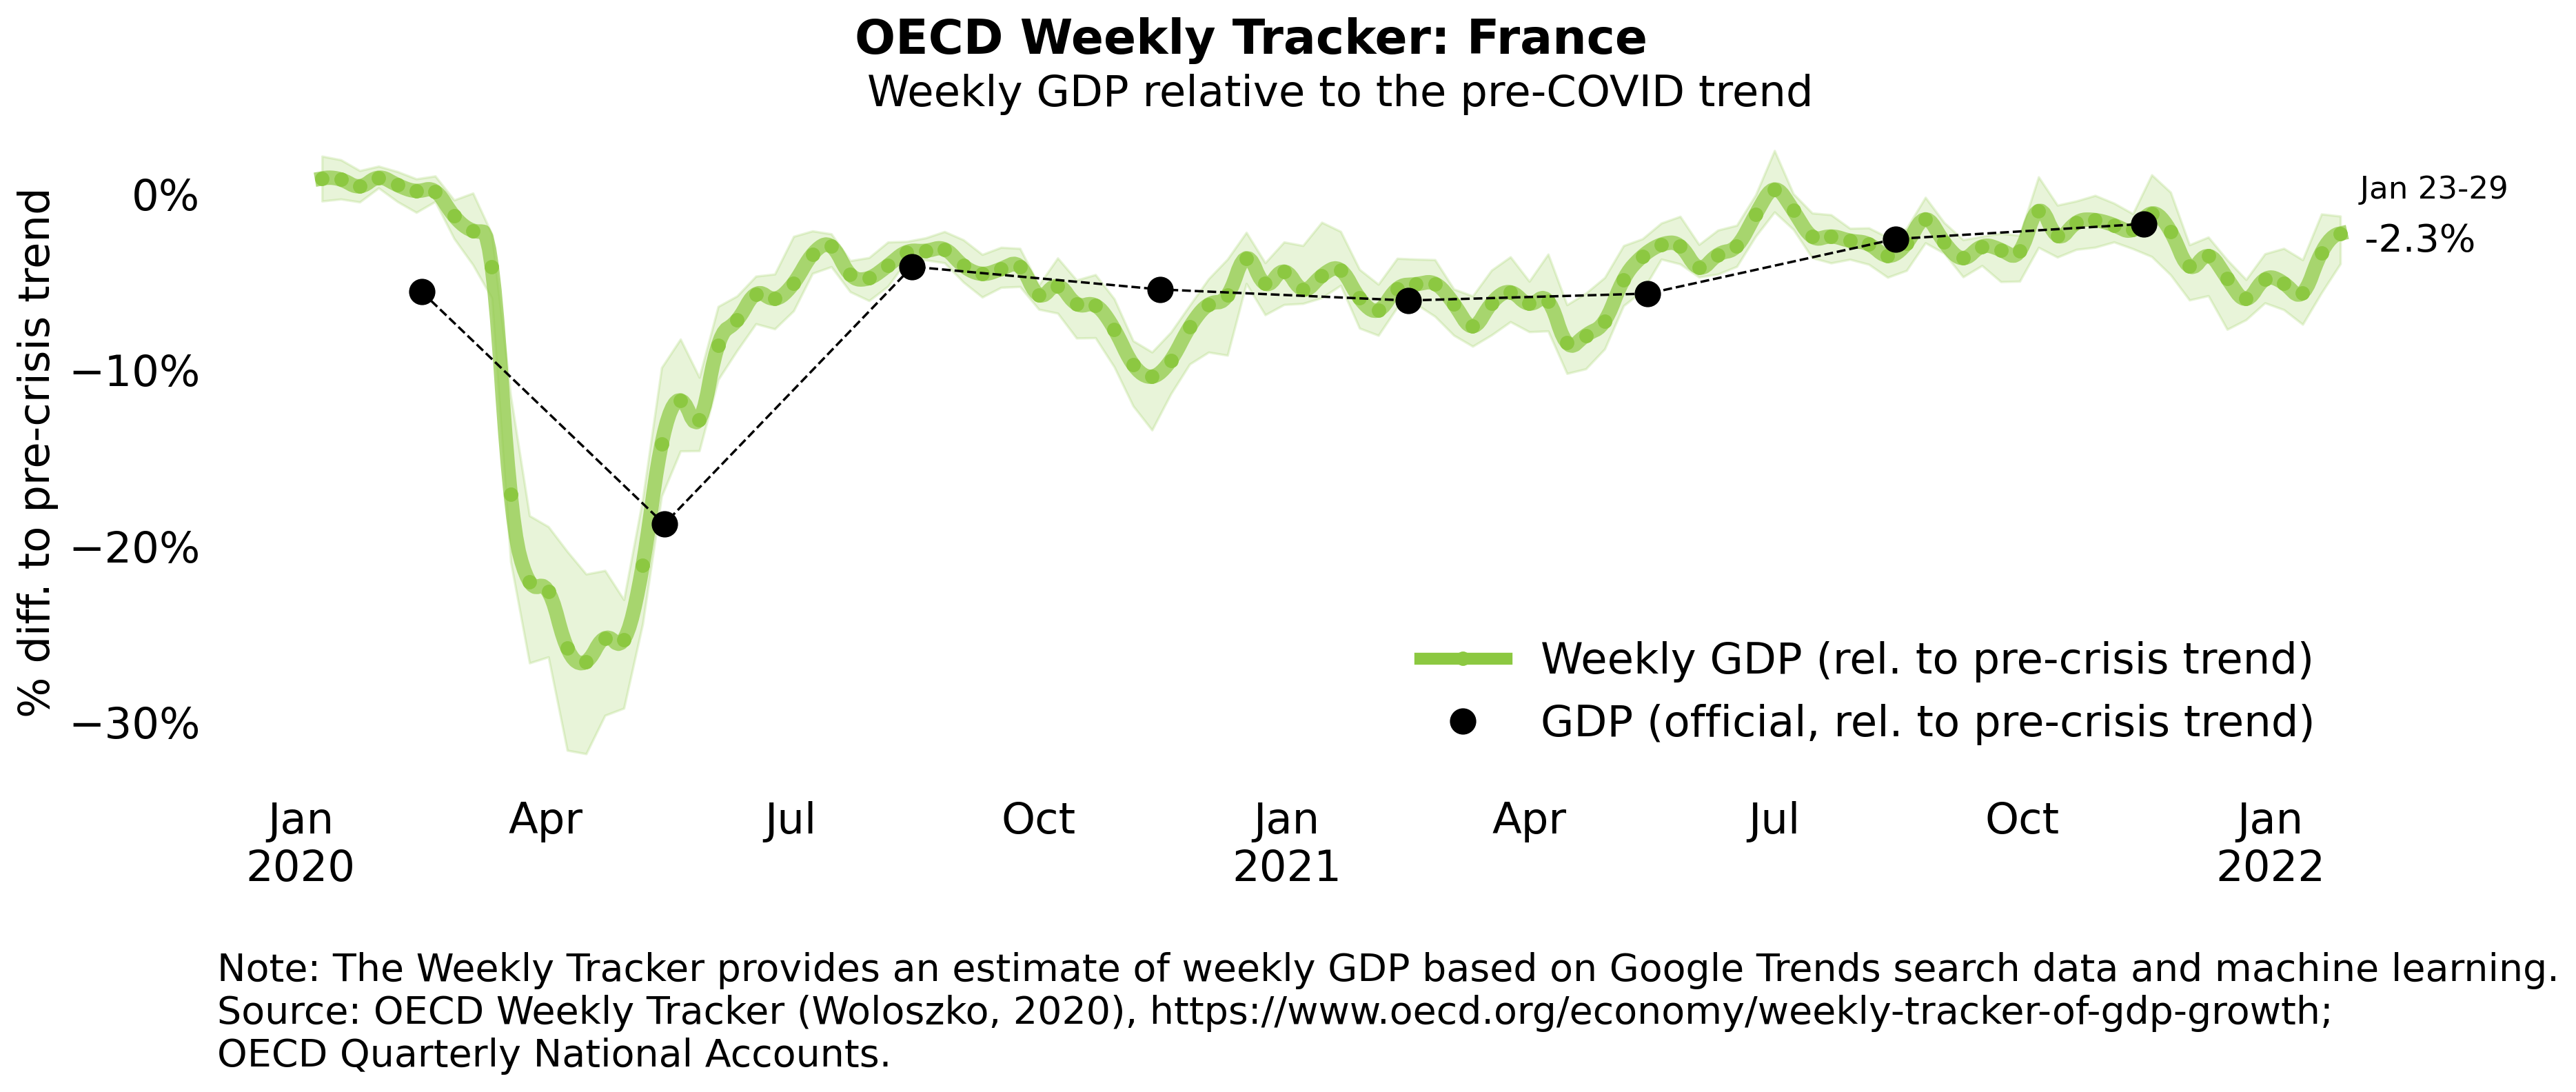 OECD Weekly Tracker: France
Weekly GDP relative to the pre-COVID trend
% diff. to pre-crisis trend
0%
−10%
−20%
−30%
Jan 23-29
-2.3%
Weekly GDP (rel. to pre-crisis trend)
GDP (official, rel. to pre-crisis trend)
Jan Apr Jul Oct Jan Apr Jul Oct Jan
2020 2021 2022
Note: The Weekly Tracker provides an estimate of weekly GDP based on Google Trends search data and machine learning.
Source: OECD Weekly Tracker (Woloszko, 2020), https://www.oecd.org/economy/weekly-tracker-of-gdp-growth;
OECD Quarterly National Accounts.